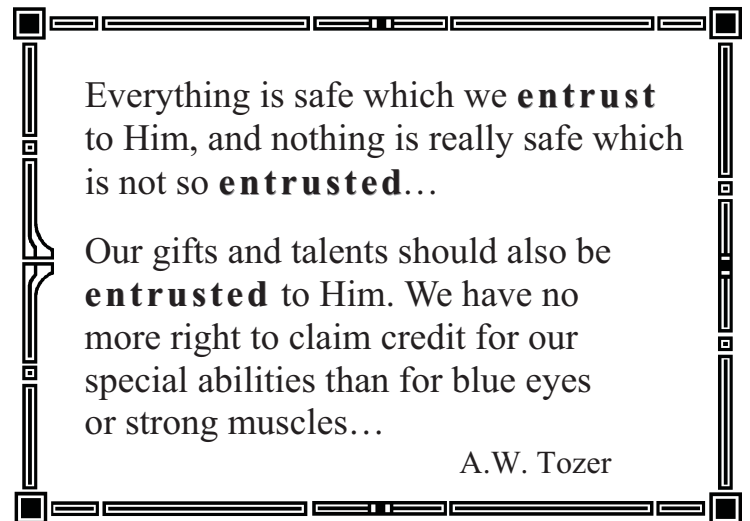 Everything is safe which we entrust
to Him, and nothing is really safe which
is not so entrusted…
Our gifts and talents should also be
entrusted to Him. We have no
more right to claim credit for our
special abilities than for blue eyes
or strong muscles…
A.W. Tozer